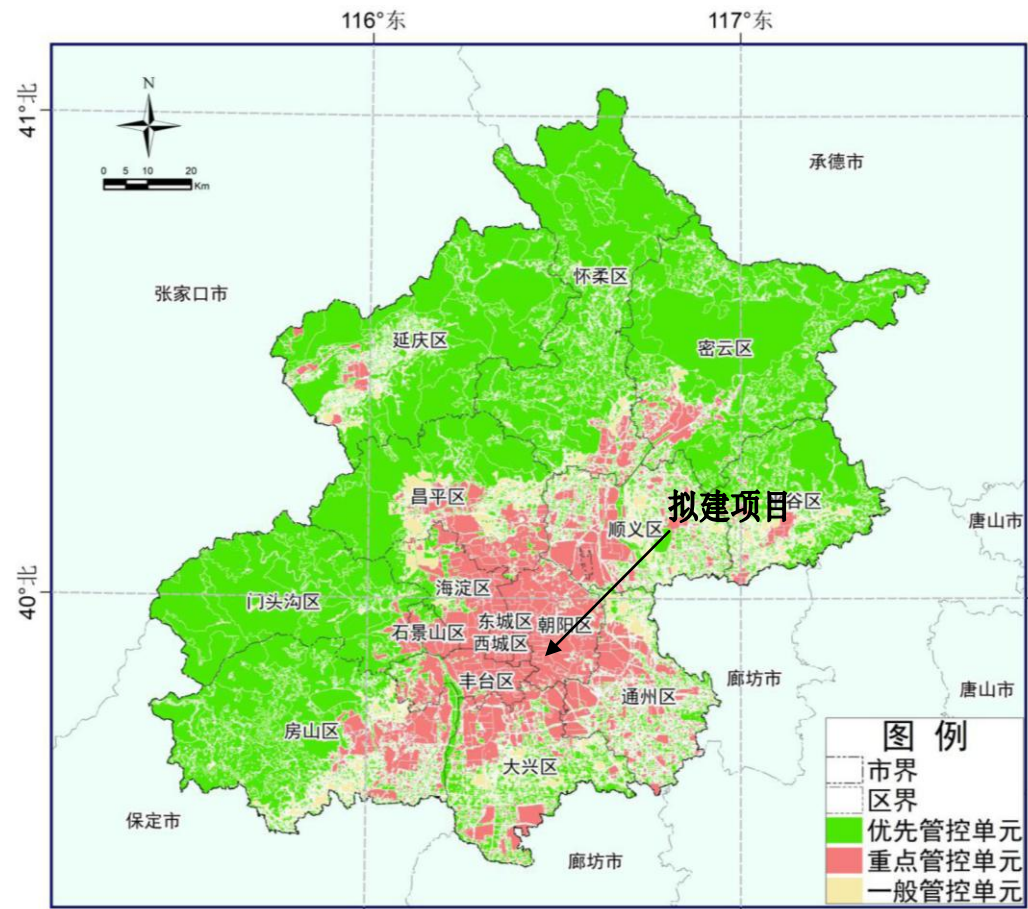 116°东
117°东
41°北
N
0 5 10 20
Km
承德市
怀柔区
张家口市
延庆区
密云区
昌平区
拟建项目
谷区
顺义区
唐山市
40°北
海淀区
门头沟区
东城区
朝阳区
石景山区
西城区
丰台区
廊坊市
通州区
唐山市
房山区
图 例
大兴区
市界
区界
保定市
优先管控单元
廊坊市
重点管控单元
一般管控单元